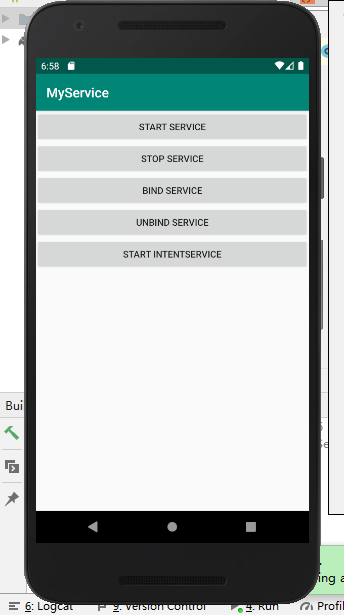 6:58
MyService
START SERVICE
STOP SERVICE
BIND SERVICE
UNBIND SERVICE
START INTENTSERVICE
Bui
6: Logcat
9: Version Control
4: Run
Profil
ing a